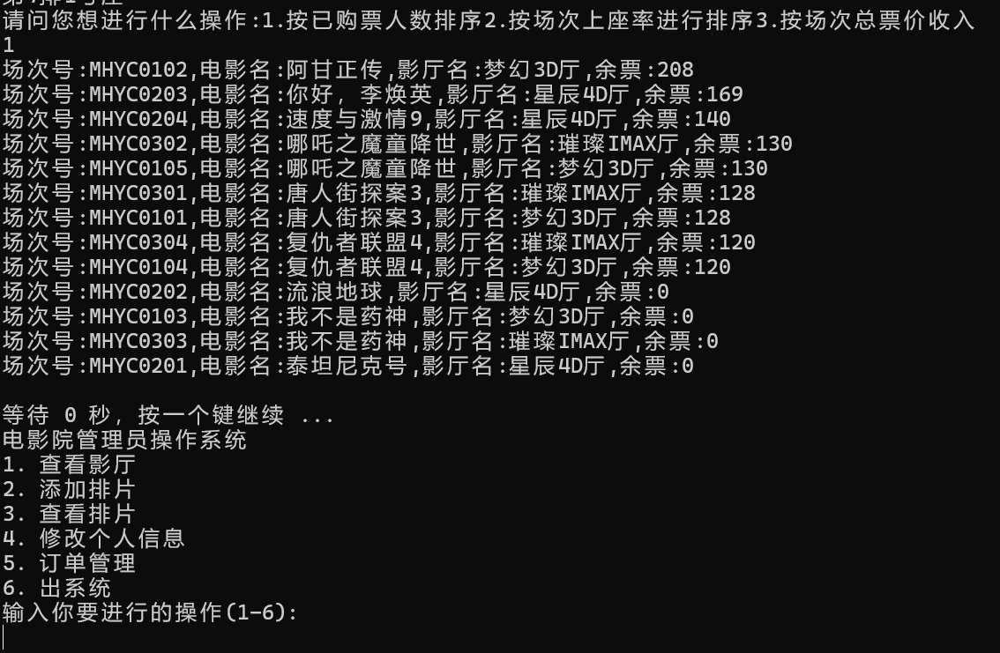 请问您想进行什么操作:1.按已购票人数排序2.按场次上座率进行排序3.按场次总票价收入
1
场次号:MHYC0102,电影名:阿甘正传,影厅名:梦幻3D厅,余票:208
场次号:MHYC0203,电影名:你好，李焕英,影厅名:星辰4D厅,余票:169
场次号:MHYC0204,电影名:速度与激情9,影厅名:星辰4D厅,余票:140
场次号:MHYC0302,电影名:哪吒之魔童降世,影厅名:璀璨IMAX厅,余票:130
场次号:MHYC0105,电影名:哪吒之魔童降世,影厅名:梦幻3D厅,余票:130
场次号:MHYC0301,电影名:唐人街探案3,影厅名:璀璨IMAX厅,余票:128
场次号:MHYC0101,电影名:唐人街探案3,影厅名:梦幻3D厅,余票:128
场次号:MHYC0304,电影名:复仇者联盟4,影厅名:璀璨IMAX厅,余票:120
场次号:MHYC0104,电影名:复仇者联盟4,影厅名:梦幻3D厅,余票:120
场次号:MHYC0202,电影名:流浪地球,影厅名:星辰4D厅,余票:0
场次号:MHYC0103,电影名:我不是药神,影厅名:梦幻3D厅,余票:0
场次号:MHYC0303,电影名:我不是药神,影厅名:璀璨IMAX厅,余票:0
场次号:MHYC0201,电影名:泰坦尼克号,影厅名:星辰4D厅,余票:0
等待 0 秒，按一个键继续 ...
电影院管理员操作系统
1. 查看影厅
2. 添加排片
3. 查看排片
4. 修改个人信息
5. 订单管理
6. 出系统
输入你要进行的操作(1-6):